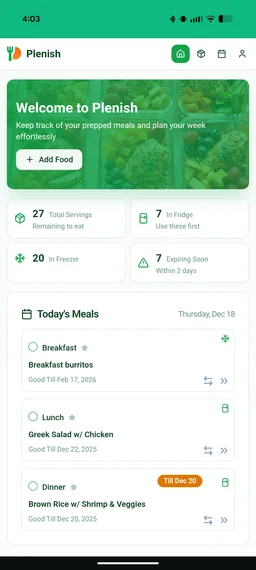 4:03
Plenish
Welcome to Plenish
Keep track of your prepped meals and plan your week
effortlessly
+ Add Food
27 Total Servings
Remaining to eat
7 In Fridge
Use these first
20 In Freezer
7 Expiring Soon
Within 2 days
Today's Meals
Thursday, Dec 18
Breakfast
Breakfast burritos
Good Till Feb 17, 2026
Lunch
Greek Salad w/ Chicken
Good Till Dec 22, 2025
Dinner
Till Dec 20
Brown Rice w/ Shrimp & Veggies
Good Till Dec 20, 2025